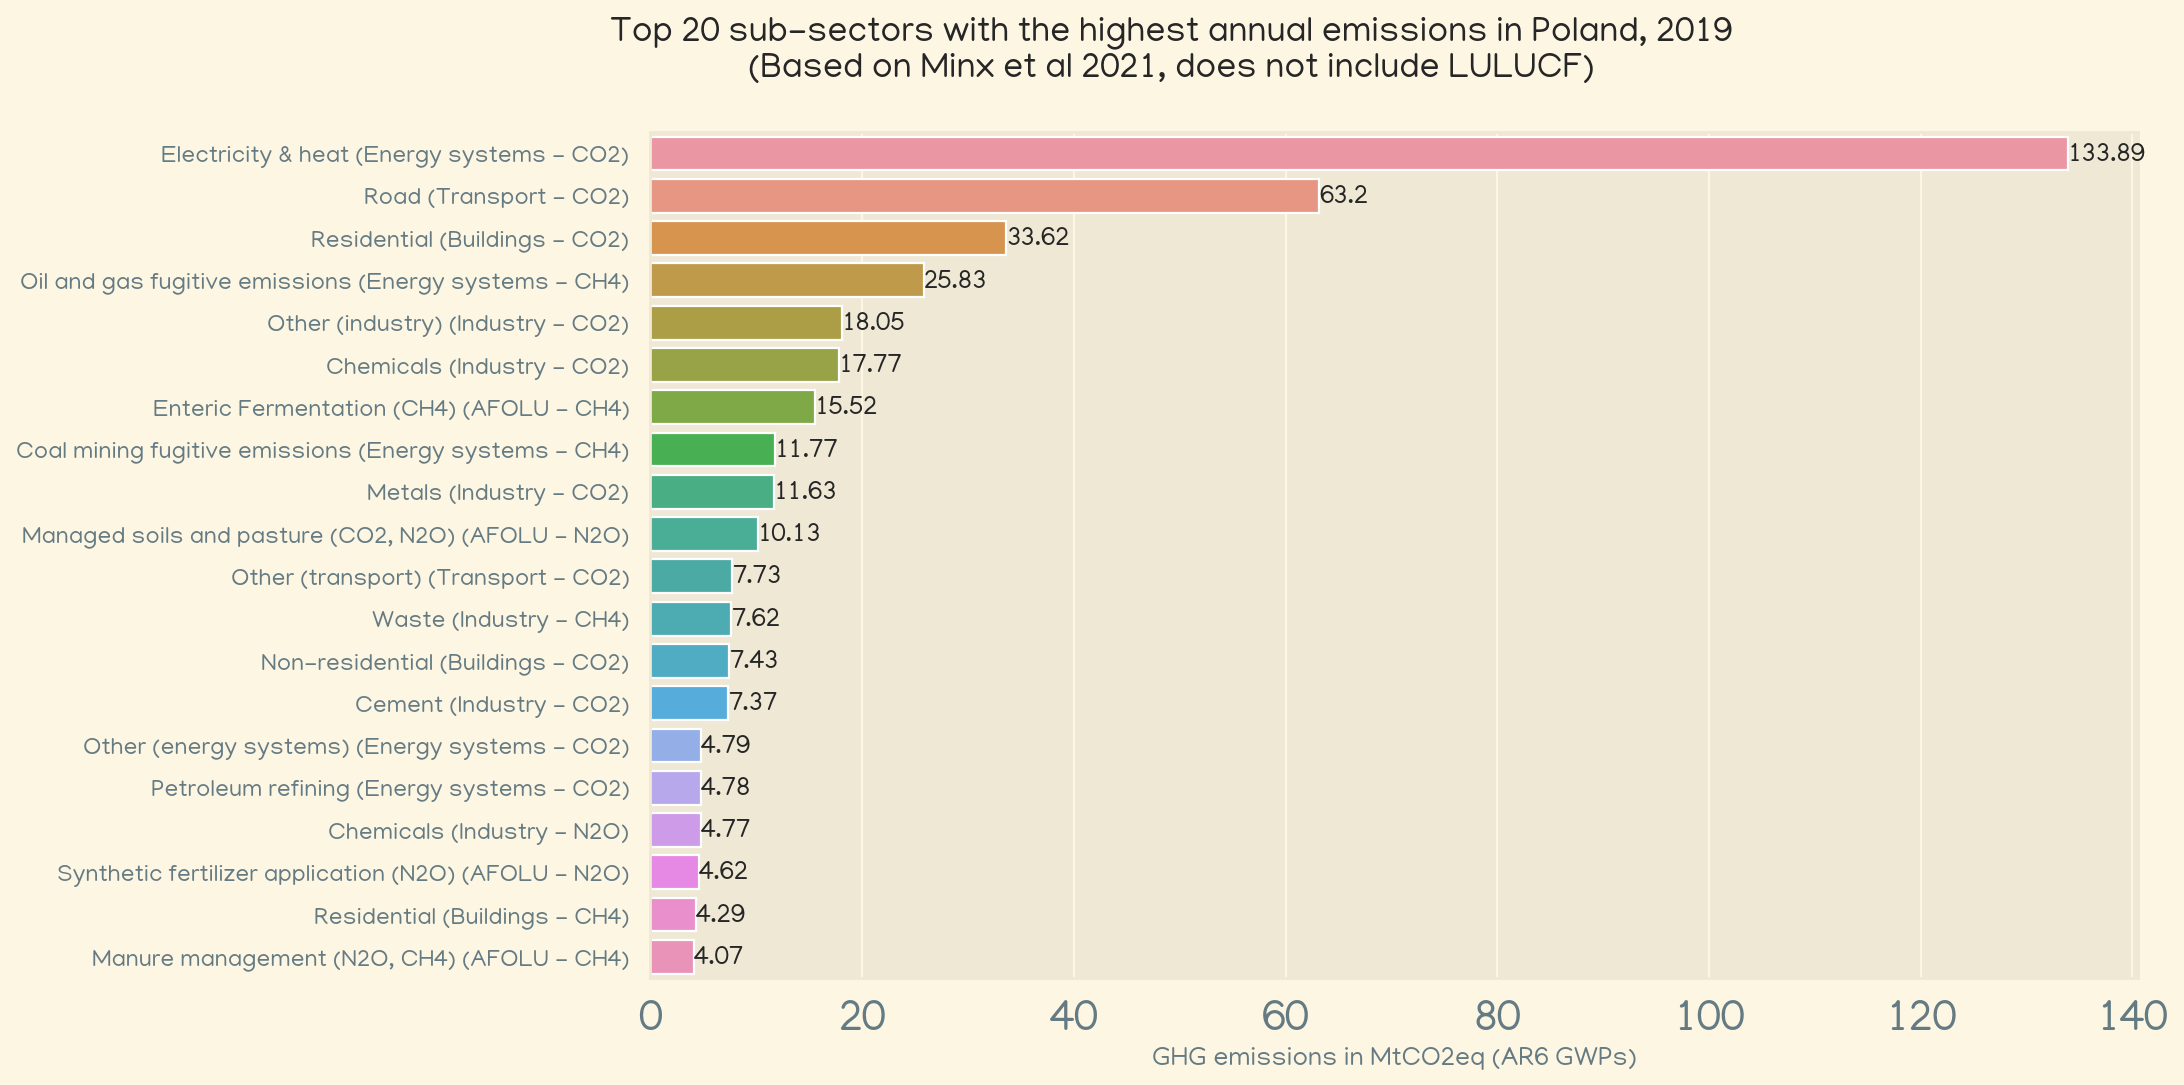 Top 20 sub-sectors with the highest annual emissions in Poland, 2019
(Based on Minx et al 2021, does not include LULUCF)
Electricity & heat (Energy systems - CO2) 133.89
Road (Transport - CO2) 63.2
Residential (Buildings - CO2) 33.62
Oil and gas fugitive emissions (Energy systems - CH4) 25.83
Other (industry) (Industry - CO2) 18.05
Chemicals (Industry - CO2) 17.77
Enteric Fermentation (CH4) (AFOLU - CH4) 15.52
Coal mining fugitive emissions (Energy systems - CH4) 11.77
Metals (Industry - CO2) 11.63
Managed soils and pasture (CO2, N2O) (AFOLU - N2O) 10.13
Other (transport) (Transport - CO2) 7.73
Waste (Industry - CH4) 7.62
Non-residential (Buildings - CO2) 7.43
Cement (Industry - CO2) 7.37
Other (energy systems) (Energy systems - CO2) 4.79
Petroleum refining (Energy systems - CO2) 4.78
Chemicals (Industry - N2O) 4.77
Synthetic fertilizer application (N2O) (AFOLU - N2O) 4.62
Residential (Buildings - CH4) 4.29
Manure management (N2O, CH4) (AFOLU - CH4) 4.07
0 20 40 60 80 100 120 140
GHG emissions in MtCO2eq (AR6 GWPs)